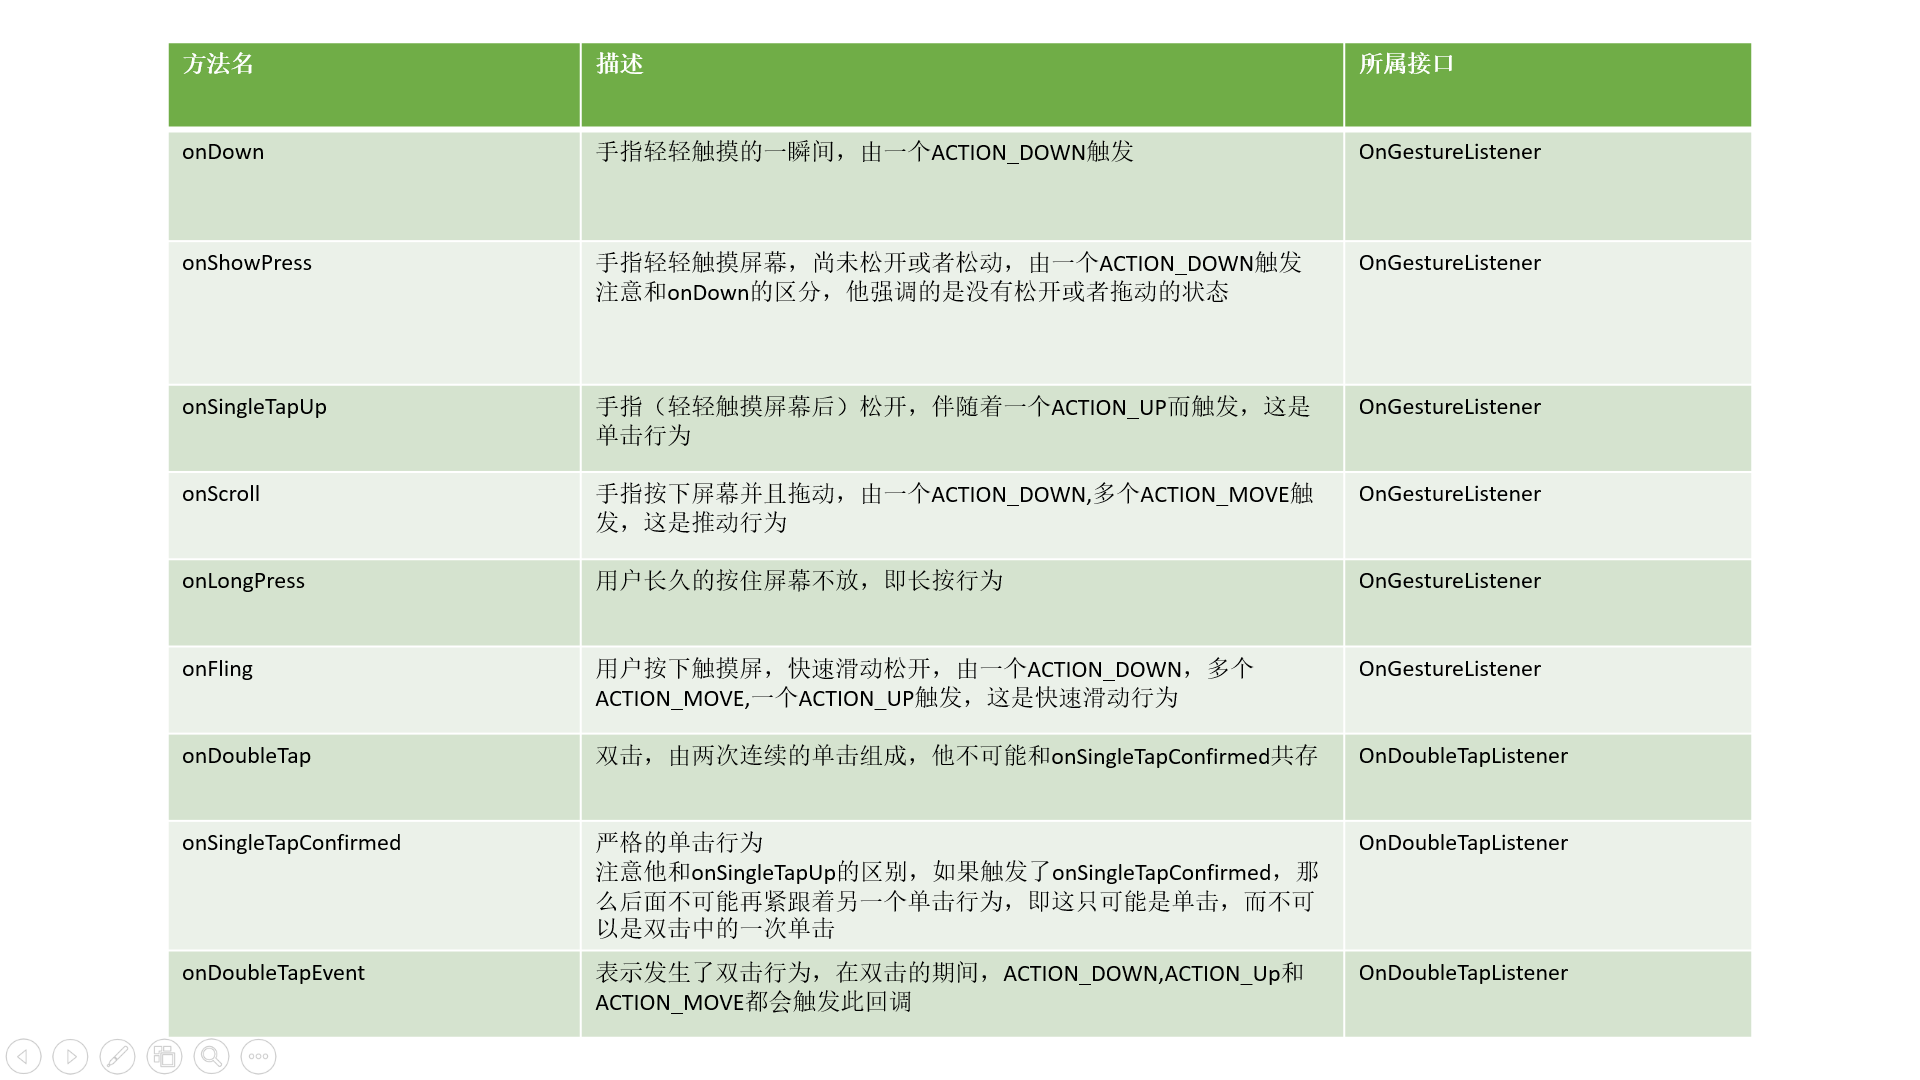 方法名
描述
所属接口
onDown
手指轻轻触摸的一瞬间，由一个ACTION_DOWN触发
OnGestureListener
onShowPress
手指轻轻触摸屏幕，尚未松开或者松动，由一个ACTION_DOWN触发
注意和onDown的区分，他强调的是没有松开或者拖动的状态
OnGestureListener
onSingleTapUp
手指（轻轻触摸屏幕后）松开，伴随着一个ACTION_UP而触发，这是
单击行为
OnGestureListener
onScroll
手指按下屏幕并且拖动，由一个ACTION_DOWN,多个ACTION_MOVE触
发，这是推动行为
OnGestureListener
onLongPress
用户长久的按住屏幕不放，即长按行为
OnGestureListener
onFling
用户按下触摸屏，快速滑动松开，由一个ACTION_DOWN，多个
ACTION_MOVE,一个ACTION_UP触发，这是快速滑动行为
OnGestureListener
onDoubleTap
双击，由两次连续的单击组成，他不可能和onSingleTapConfirmed共存
OnDoubleTapListener
onSingleTapConfirmed
严格的单击行为
注意他和onSingleTapUp的区别，如果触发了onSingleTapConfirmed，那
么后面不可能再紧跟着另一个单击行为，即这只可能是单击，而不可
以是双击中的一次单击
OnDoubleTapListener
onDoubleTapEvent
表示发生了双击行为，在双击的期间，ACTION_DOWN,ACTION_Up和
ACTION_MOVE都会触发此回调
OnDoubleTapListener